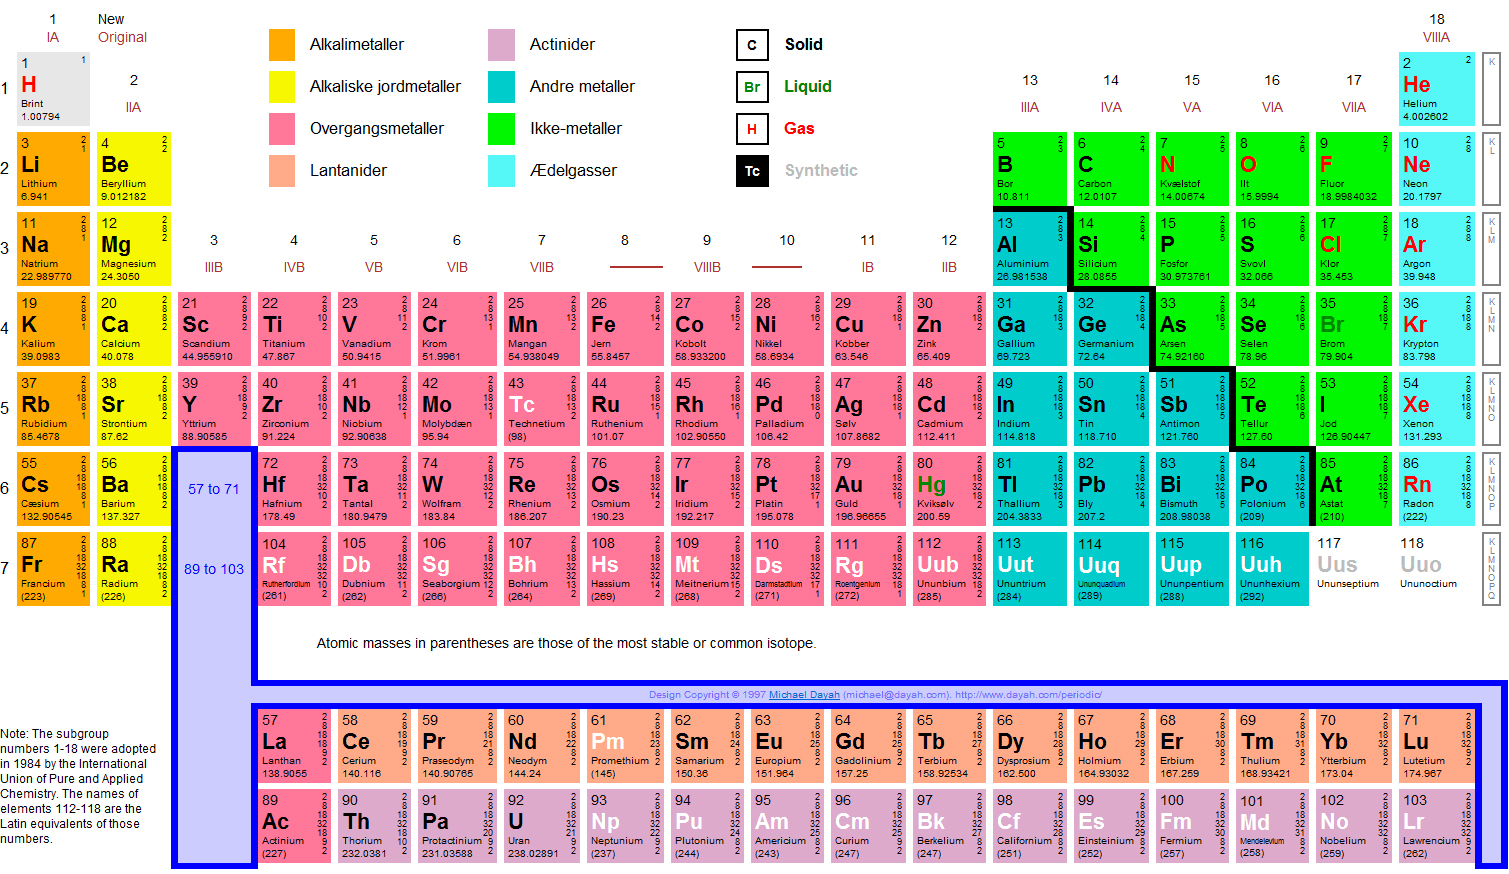 1 New 18
IA Original VIIIA
Alkalimetaller Actinider C Solid
Alkaliske jordmetaller Andre metaller Br Liquid
Overgangsmetaller Ikke-metaller H Gas
Lantanider Ædelgasser Tc Synthetic
2 13 14 15 16 17
IIA IIIA IVA VA VIA VIIA
3 4 5 6 7 8 9 10 11 12
IIIB IVB VB VIB VIIB VIIIB IB IIB
1
1 H Brint 1.00794
2 He Helium 4.002602
K
2
3 Li Lithium 6.941
4 Be Beryllium 9.012182
5 B Bor 10.811
6 C Carbon 12.0107
7 N Kvælstof 14.00674
8 O Ilt 15.9994
9 F Fluor 18.9984032
10 Ne Neon 20.1797
K L
3
11 Na Natrium 22.989770
12 Mg Magnesium 24.3050
13 Al Aluminium 26.981538
14 Si Silicium 28.0855
15 P Fosfor 30.973761
16 S Svovl 32.066
17 Cl Klor 35.453
18 Ar Argon 39.948
K L M
4
19 K Kalium 39.0983
20 Ca Calcium 40.078
21 Sc Scandium 44.955910
22 Ti Titanium 47.867
23 V Vanadium 50.9415
24 Cr Krom 51.9961
25 Mn Mangan 54.938049
26 Fe Jern 55.8457
27 Co Kobolt 58.933200
28 Ni Nikkel 58.6934
29 Cu Kobber 63.546
30 Zn Zink 65.409
31 Ga Gallium 69.723
32 Ge Germanium 72.64
33 As Arsen 74.92160
34 Se Selen 78.96
35 Br Brom 79.904
36 Kr Krypton 83.798
K L M N
5
37 Rb Rubidium 85.4678
38 Sr Strontium 87.62
39 Y Yttrium 88.90585
40 Zr Zirconium 91.224
41 Nb Niobium 92.90638
42 Mo Molybdæn 95.94
43 Tc Technetium (98)
44 Ru Ruthenium 101.07
45 Rh Rhodium 102.90550
46 Pd Palladium 106.42
47 Ag Sølv 107.8682
48 Cd Cadmium 112.411
49 In Indium 114.818
50 Sn Tin 118.710
51 Sb Antimon 121.760
52 Te Tellur 127.60
53 I Jod 126.90447
54 Xe Xenon 131.293
K L M N O
6
55 Cs Cæsium 132.90545
56 Ba Barium 137.327
57 to 71
72 Hf Hafnium 178.49
73 Ta Tantal 180.9479
74 W Wolfram 183.84
75 Re Rhenium 186.207
76 Os Osmium 190.23
77 Ir Iridium 192.217
78 Pt Platin 195.078
79 Au Guld 196.96655
80 Hg Kviksølv 200.59
81 Tl Thallium 204.3833
82 Pb Bly 207.2
83 Bi Bismuth 208.98038
84 Po Polonium (209)
85 At Astat (210)
86 Rn Radon (222)
K L M N O P
7
87 Fr Francium (223)
88 Ra Radium (226)
89 to 103
104 Rf Rutherfordium (261)
105 Db Dubnium (262)
106 Sg Seaborgium (266)
107 Bh Bohrium (264)
108 Hs Hassium (269)
109 Mt Meitnerium (268)
110 Ds Darmstadtium (271)
111 Rg Roentgenium (272)
112 Uub Ununbium (285)
113 Uut Ununtrium (284)
114 Uuq Ununquadium (289)
115 Uup Ununpentium (288)
116 Uuh Ununhexium (292)
117 Uus Ununseptium
118 Uuo Ununoctium
K L M N O P Q
Atomic masses in parentheses are those of the most stable or common isotope.
Design Copyright © 1997 Michael Dayah (michael@dayah.com). http://www.dayah.com/periodic/
Note: The subgroup
numbers 1-18 were adopted
in 1984 by the International
Union of Pure and Applied
Chemistry. The names of
elements 112-118 are the
Latin equivalents of those
numbers.
57 La Lanthan 138.9055
58 Ce Cerium 140.116
59 Pr Praseodym 140.90765
60 Nd Neodym 144.24
61 Pm Promethium (145)
62 Sm Samarium 150.36
63 Eu Europium 151.964
64 Gd Gadolinium 157.25
65 Tb Terbium 158.92534
66 Dy Dysprosium 162.500
67 Ho Holmium 164.93032
68 Er Erbium 167.259
69 Tm Thulium 168.93421
70 Yb Ytterbium 173.04
71 Lu Lutetium 174.967
89 Ac Actinium (227)
90 Th Thorium 232.0381
91 Pa Protactinium 231.03588
92 U Uran 238.02891
93 Np Neptunium (237)
94 Pu Plutonium (244)
95 Am Americium (243)
96 Cm Curium (247)
97 Bk Berkelium (247)
98 Cf Californium (251)
99 Es Einsteinium (252)
100 Fm Fermium (257)
101 Md Mendelevium (258)
102 No Nobelium (259)
103 Lr Lawrencium (262)